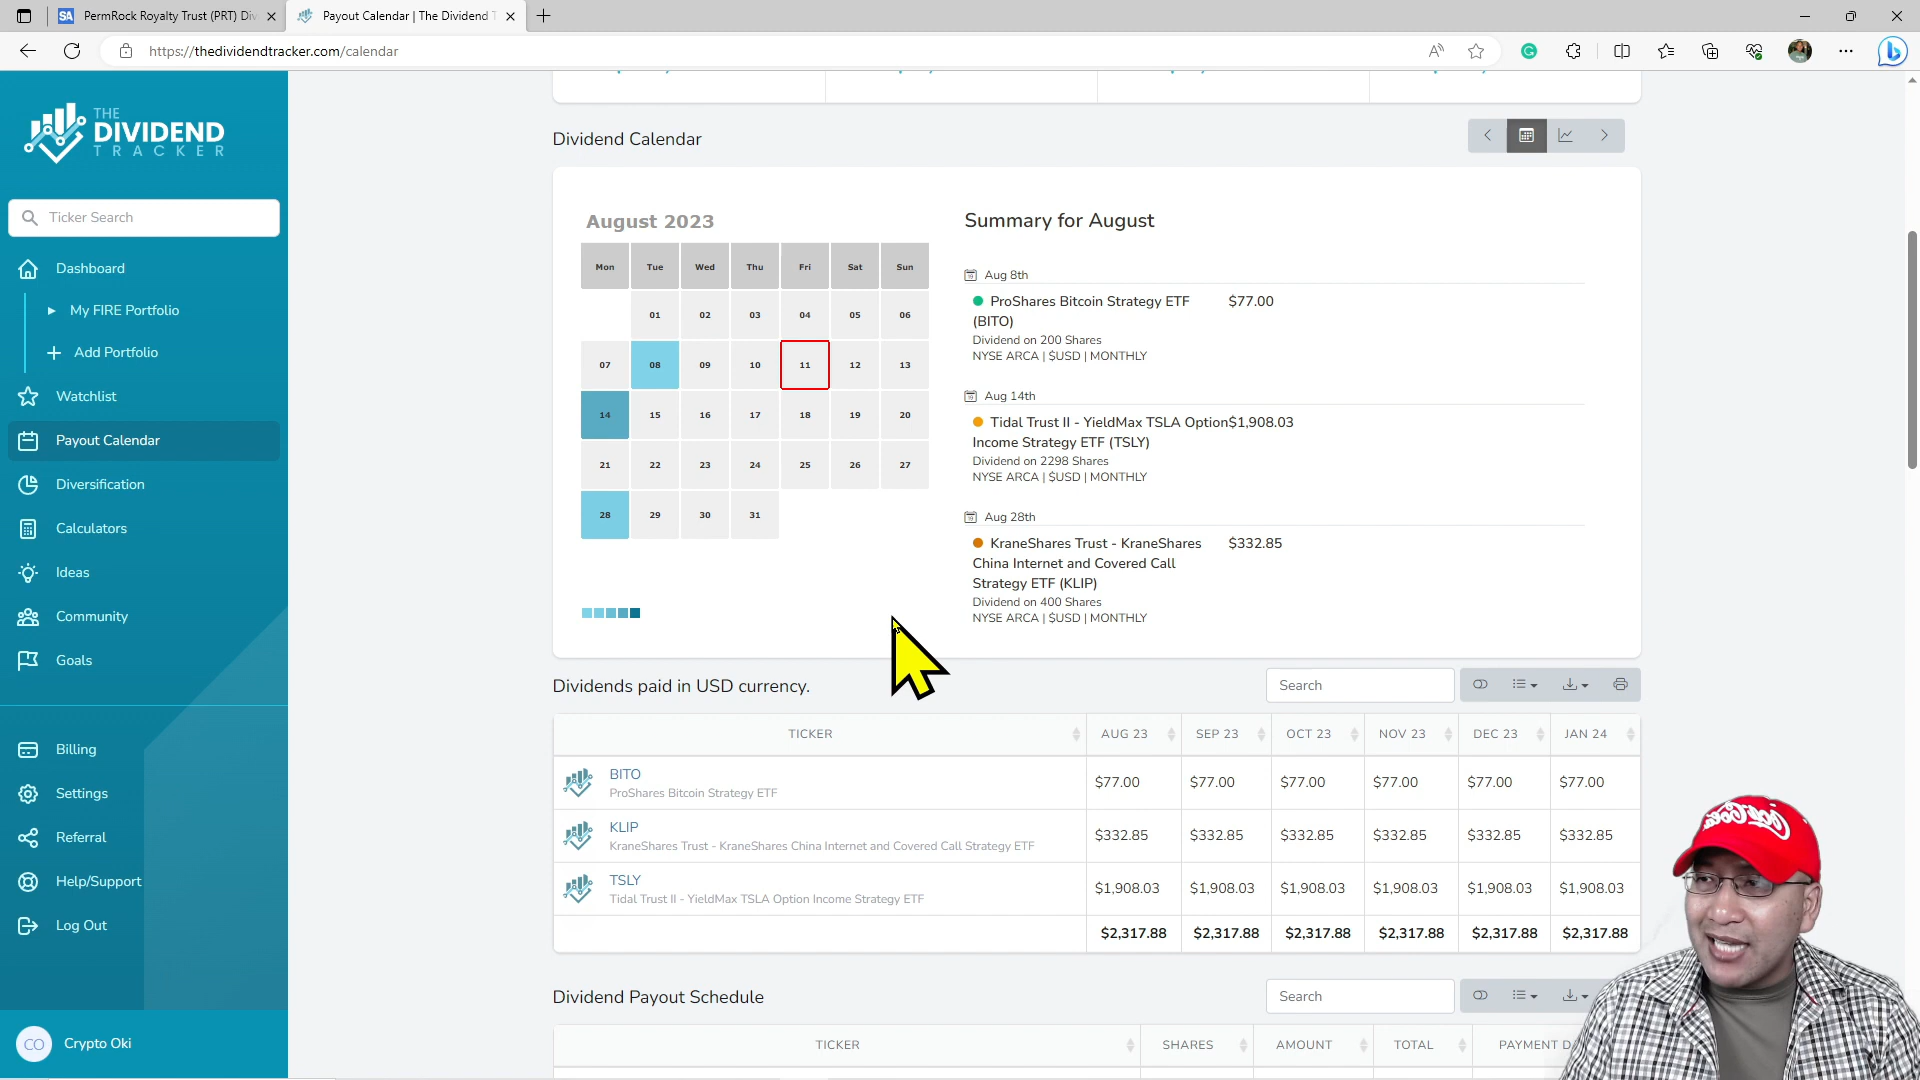 PermRock Royalty Trust (PRT) Div
Payout Calendar | The Dividend T
https://thedividendtracker.com/calendar
THE
DIVIDEND
TRACKER
Ticker Search
Dashboard
My FIRE Portfolio
Add Portfolio
Watchlist
Payout Calendar
Diversification
Calculators
Ideas
Community
Goals
Billing
Settings
Referral
Help/Support
Log Out
CO
Crypto Oki
Dividend Calendar
August 2023
Mon Tue Wed Thu Fri Sat Sun
01 02 03 04 05 06
07 08 09 10 11 12 13
14 15 16 17 18 19 20
21 22 23 24 25 26 27
28 29 30 31
Summary for August
Aug 8th
ProShares Bitcoin Strategy ETF $77.00
(BITO)
Dividend on 200 Shares
NYSE ARCA | $USD | MONTHLY
Aug 14th
Tidal Trust II - YieldMax TSLA Option $1,908.03
Income Strategy ETF (TSLY)
Dividend on 2298 Shares
NYSE ARCA | $USD | MONTHLY
Aug 28th
KraneShares Trust - KraneShares $332.85
China Internet and Covered Call
Strategy ETF (KLIP)
Dividend on 400 Shares
NYSE ARCA | $USD | MONTHLY
Dividends paid in USD currency.
Search
TICKER AUG 23 SEP 23 OCT 23 NOV 23 DEC 23 JAN 24
BITO $77.00 $77.00 $77.00 $77.00 $77.00 $77.00
ProShares Bitcoin Strategy ETF
KLIP $332.85 $332.85 $332.85 $332.85 $332.85 $332.85
KraneShares Trust - KraneShares China Internet and Covered Call Strategy ETF
TSLY $1,908.03 $1,908.03 $1,908.03 $1,908.03 $1,908.03 $1,908.03
Tidal Trust II - YieldMax TSLA Option Income Strategy ETF
$2,317.88 $2,317.88 $2,317.88 $2,317.88 $2,317.88 $2,317.88
Dividend Payout Schedule
Search
TICKER SHARES AMOUNT TOTAL PAYMENT DA
Coca-Cola